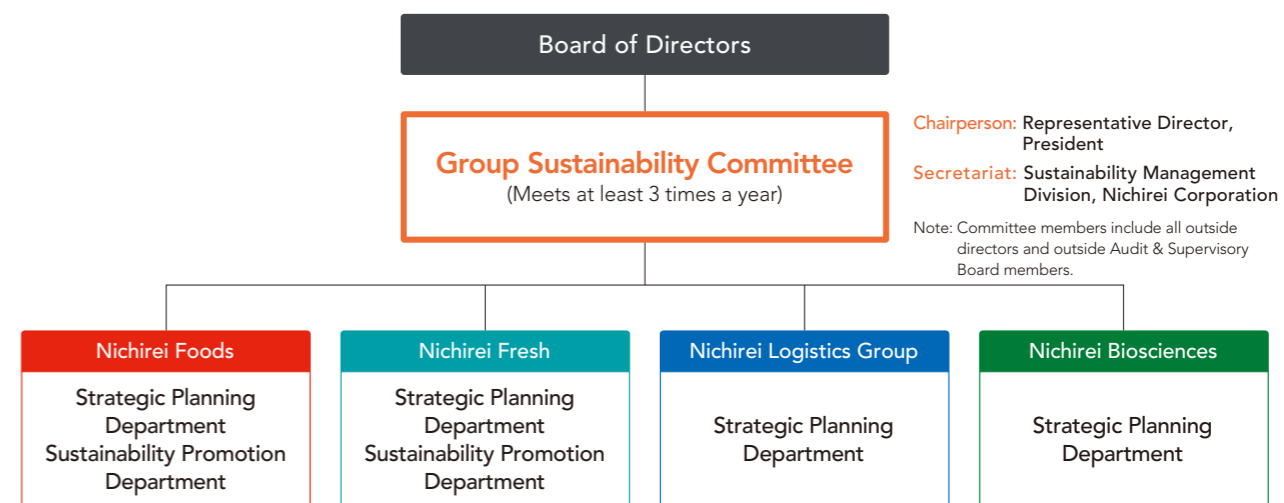 Board of Directors
Group Sustainability Committee
(Meets at least 3 times a year)
Chairperson: Representative Director,
President
Secretariat: Sustainability Management
Division, Nichirei Corporation
Note: Committee members include all outside
directors and outside Audit & Supervisory
Board members.
Nichirei Foods
Strategic Planning
Department
Sustainability Promotion
Department
Nichirei Fresh
Strategic Planning
Department
Sustainability Promotion
Department
Nichirei Logistics Group
Strategic Planning
Department
Nichirei Biosciences
Strategic Planning
Department